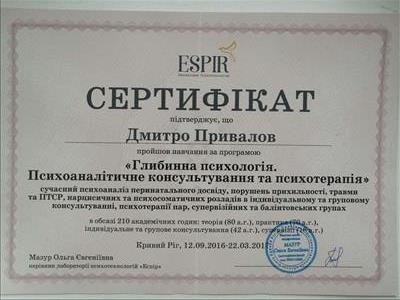 ESPIR
СЕРТИФІКАТ
підтверджує, що
Дмитро Привалов
пройшов навчання за програмою
«Глибинна психологія.
Психоаналітичне консультування та психотерапія»
сучасний психоаналіз перинатального досвіду, порушень прихильності, травми
та ПТСР, нарцисичних та психосоматичних розладів в індивідуальному та груповому
консультуванні, психотерапії пар, супервізійних та балінтовських групах
в обсязі 210 академічних годин: теорія (80 а.г.), практика
індивідуальне та групове консультування (42 а.г.),
Кривий Ріг, 12.09.2016-22.03.
Мазур Ольга Євгеніївна
МАЗУР
керівник лабораторії психотехнологій «Еспір»